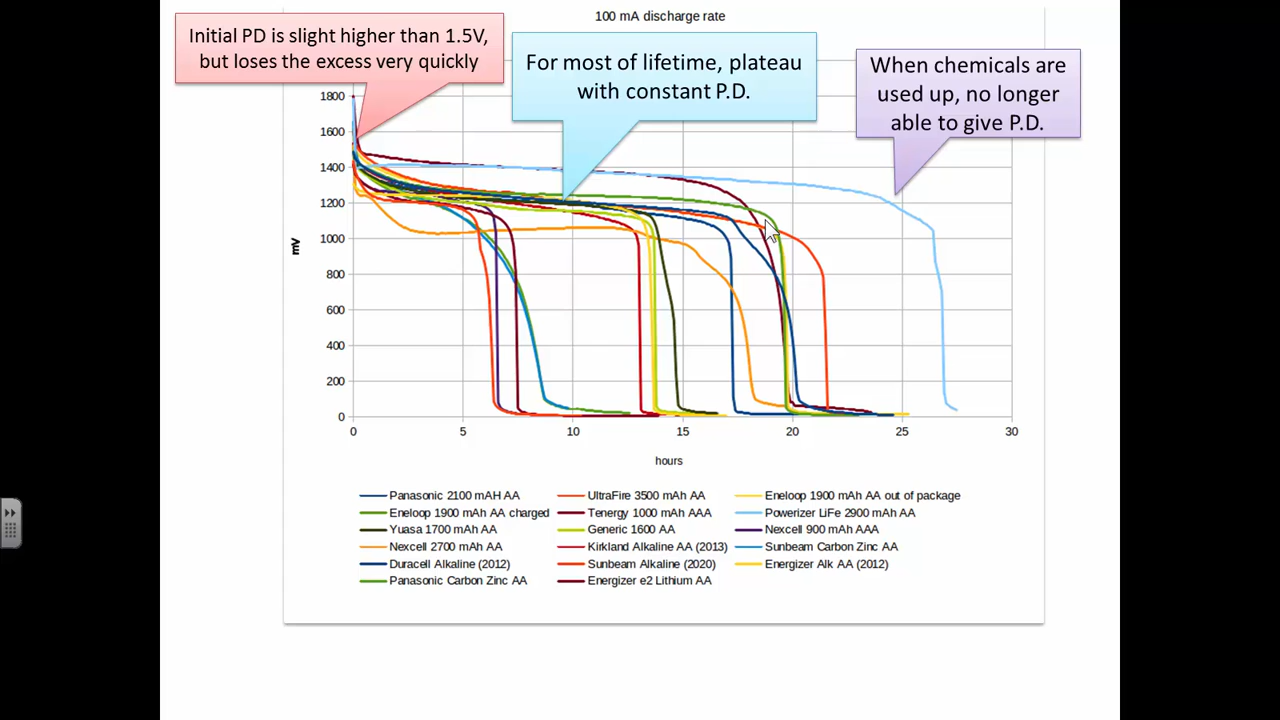 100 mA discharge rate
Initial PD is slight higher than 1.5V,
but loses the excess very quickly
For most of lifetime, plateau
with constant P.D.
When chemicals are
used up, no longer
able to give P.D.
1800
1600
1400
1200
1000
800
600
400
200
0
mV
0 5 10 15 20 25 30
hours
Panasonic 2100 mAH AA UltraFire 3500 mAh AA Eneloop 1900 mAh AA out of package
Eneloop 1900 mAh AA charged Tenergy 1000 mAh AAA Powerizer LiFe 2900 mAh AA
Yuasa 1700 mAh AA Generic 1600 AA Nexcell 900 mAh AAA
Nexcell 2700 mAh AA Kirkland Alkaline AA (2013) Sunbeam Carbon Zinc AA
Duracell Alkaline (2012) Sunbeam Alkaline (2020) Energizer Alk AA (2012)
Panasonic Carbon Zinc AA Energizer e2 Lithium AA